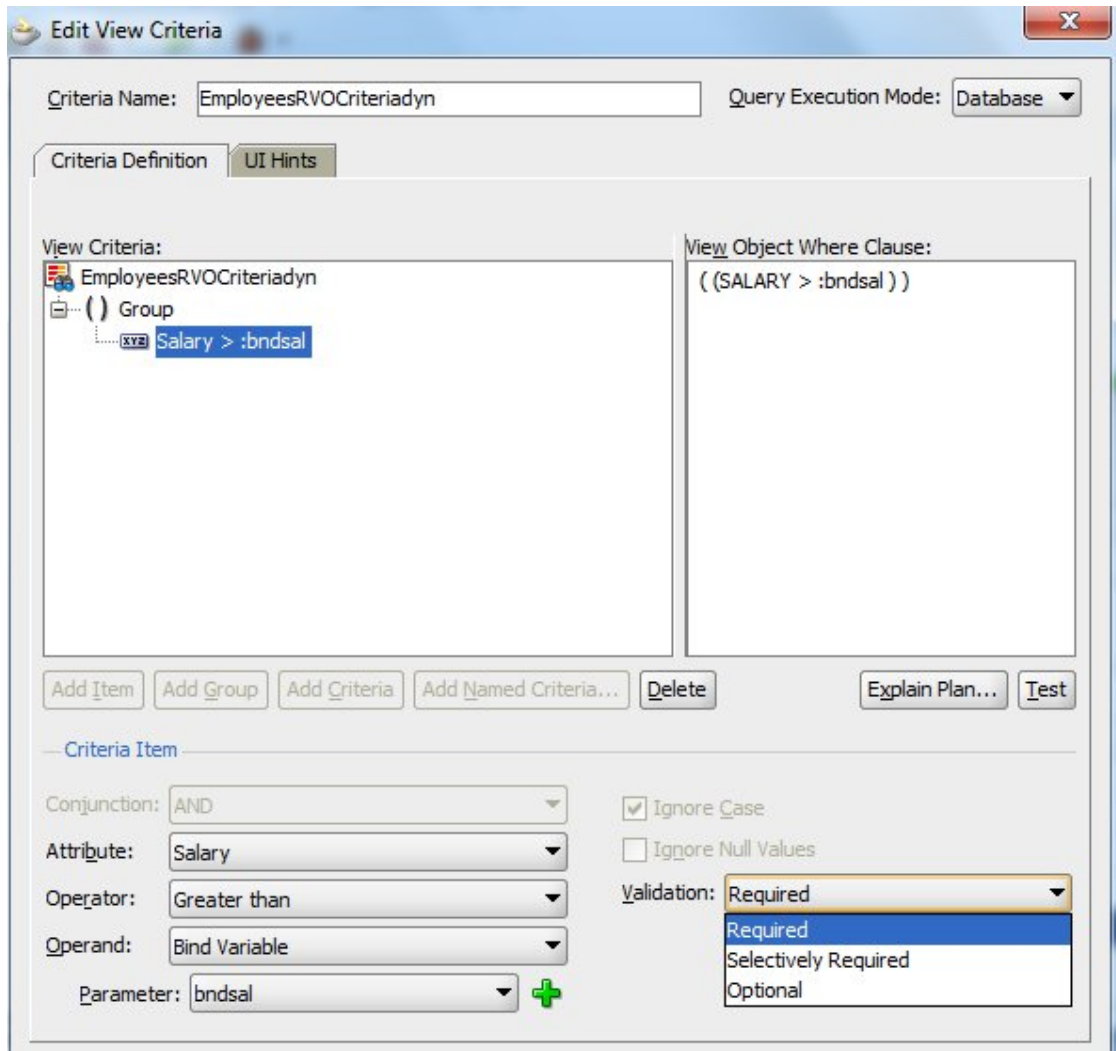 Edit View Criteria
x
Criteria Name: EmployeesRVOCriteriadyn Query Execution Mode: Database
Criteria Definition UI Hints
View Criteria: View Object Where Clause:
EmployeesRVOCriteriadyn ( (SALARY > :bndsal ) )
( ) Group
XYZ Salary > :bndsal
Add Item Add Group Add Criteria Add Named Criteria... Delete Explain Plan... Test
Criteria Item
Conjunction: AND Ignore Case
Attribute: Salary Ignore Null Values
Operator: Greater than Validation: Required
Required
Operand: Bind Variable Selectively Required
Parameter: bndsal Optional